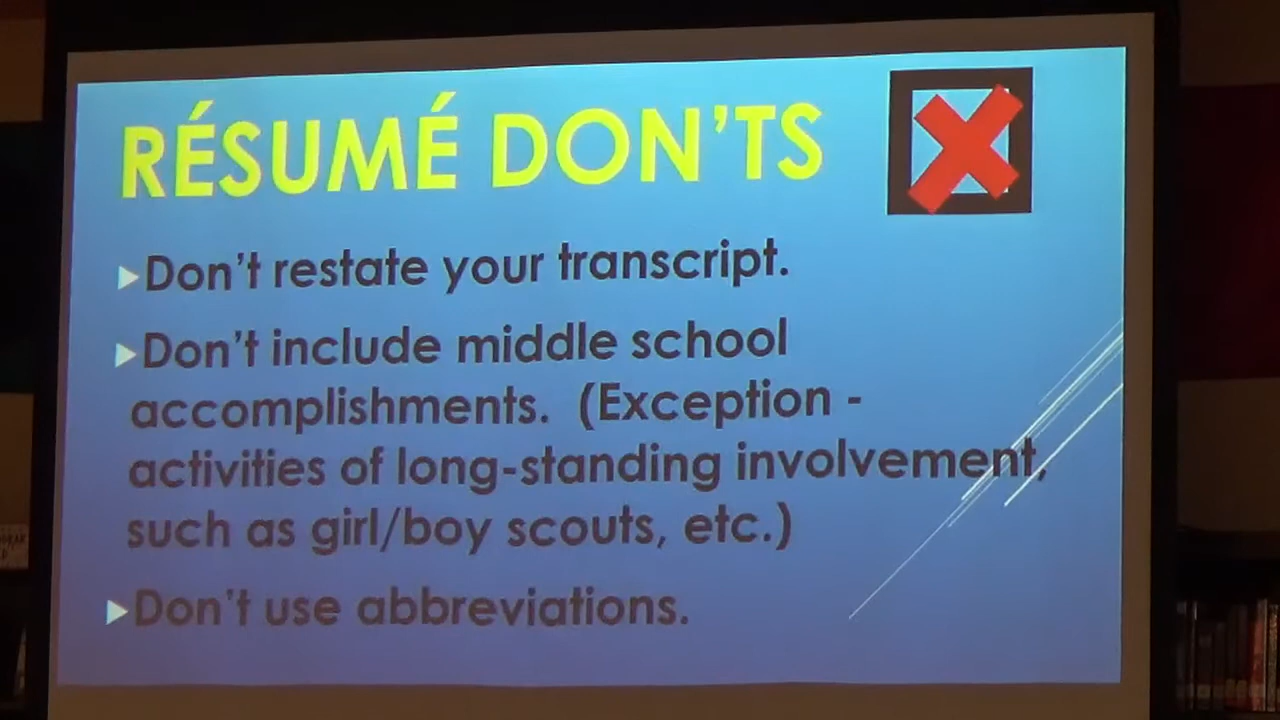 RÉSUMÉ DON'TS
Don't restate your transcript.
Don't include middle school
accomplishments. (Exception -
activities of long-standing involvement,
such as girl/boy scouts, etc.)
Don't use abbreviations.